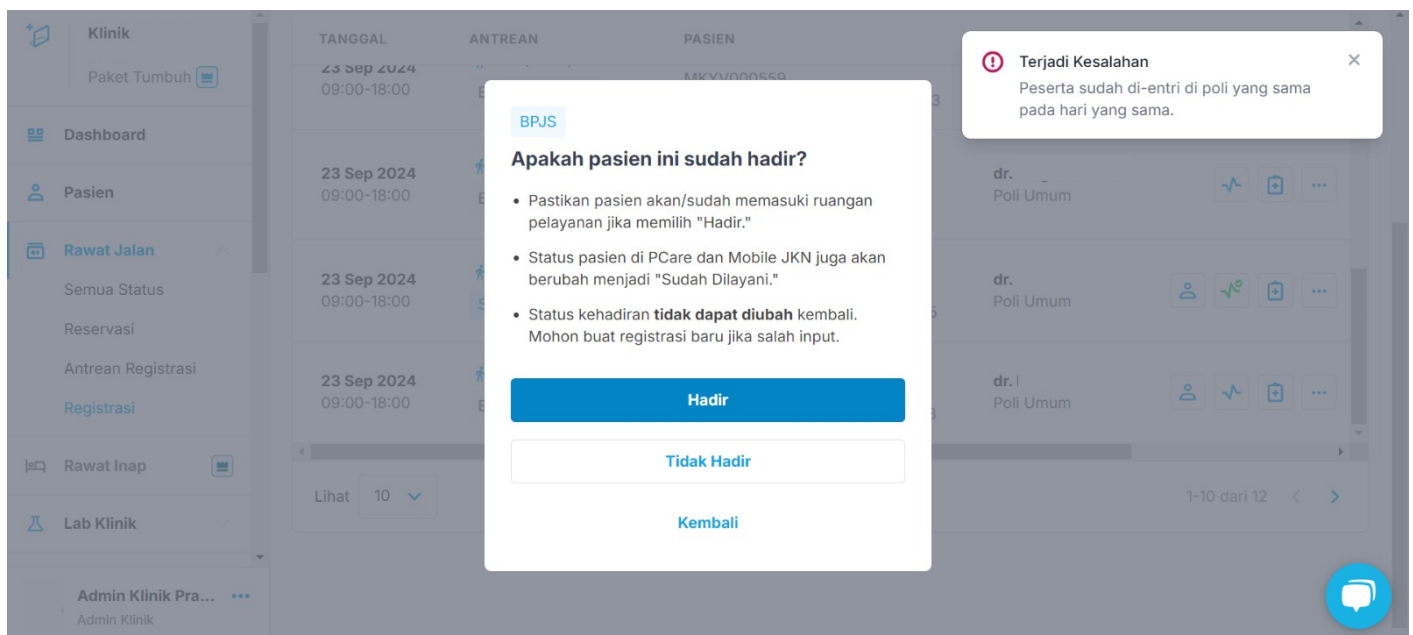 Klinik
Paket Tumbuh
Dashboard
Pasien
Rawat Jalan
Semua Status
Reservasi
Antrean Registrasi
Registrasi
Rawat Inap
Lab Klinik
Admin Klinik Pra...
Admin Klinik
TANGGAL ANTREAN PASIEN
23 Sep 2024
09:00-18:00
MKYV000559
3
23 Sep 2024
09:00-18:00
dr.
Poli Umum
23 Sep 2024
09:00-18:00
dr.
Poli Umum
23 Sep 2024
09:00-18:00
dr.
Poli Umum
Lihat 10
1-10 dari 12
BPJS
Apakah pasien ini sudah hadir?
• Pastikan pasien akan/sudah memasuki ruangan
pelayanan jika memilih "Hadir."
• Status pasien di PCare dan Mobile JKN juga akan
berubah menjadi "Sudah Dilayani."
• Status kehadiran tidak dapat diubah kembali.
Mohon buat registrasi baru jika salah input.
Hadir
Tidak Hadir
Kembali
Terjadi Kesalahan
Peserta sudah di-entri di poli yang sama
pada hari yang sama.